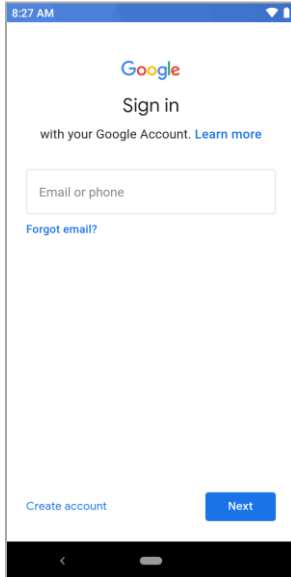 8:27 AM
Google
Sign in
with your Google Account. Learn more
Email or phone
Forgot email?
Create account
Next